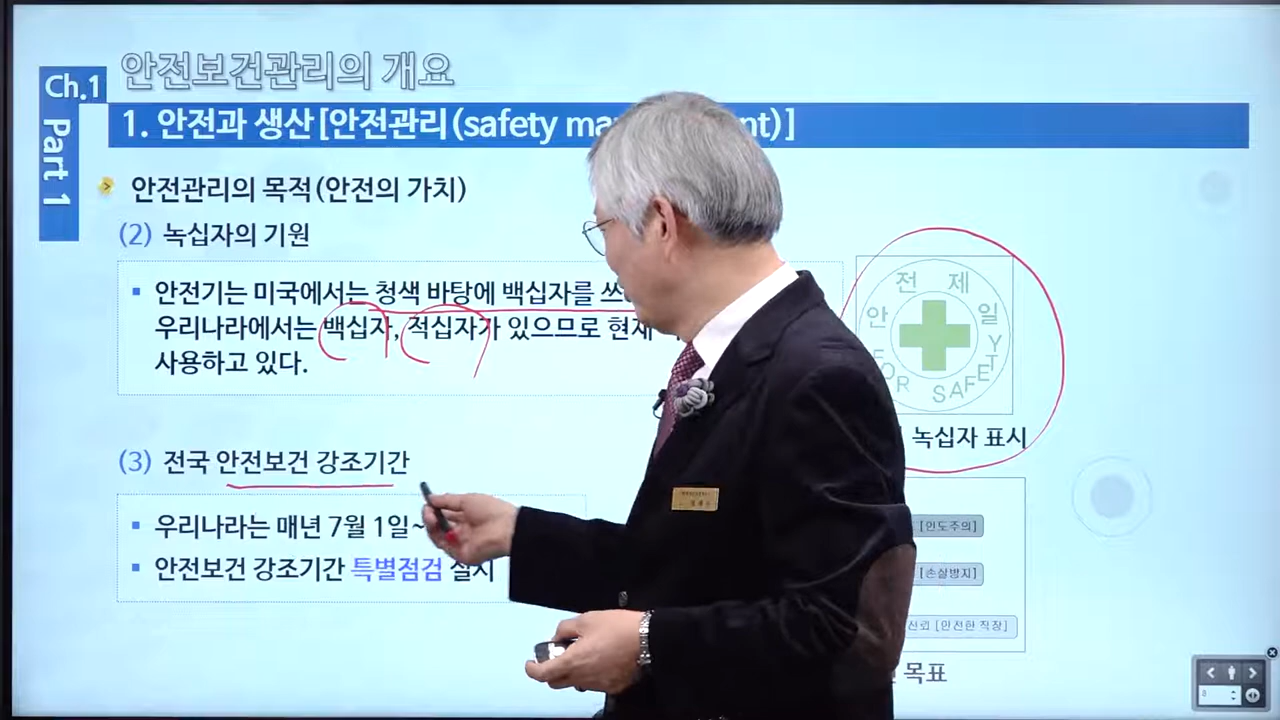 안전보건관리의 개요
Ch.1
Part 1
1. 안전과 생산[안전관리(safety ma nt)]
안전관리의 목적(안전의 가치)
(2) 녹십자의 기원
안전기는 미국에서는 청색 바탕에 백십자를
우리나라에서는 백십자, 적십자가 있으므로 현재
사용하고 있다.
안 전 제 일
FOR SAFETY
녹십자 표시
(3) 전국 안전보건 강조기간
우리나라는 매년 7월 1일~
안전보건 강조기간 특별점검 실시
[인도주의]
[손실방지]
신뢰 [안전한 직장]
목표
8